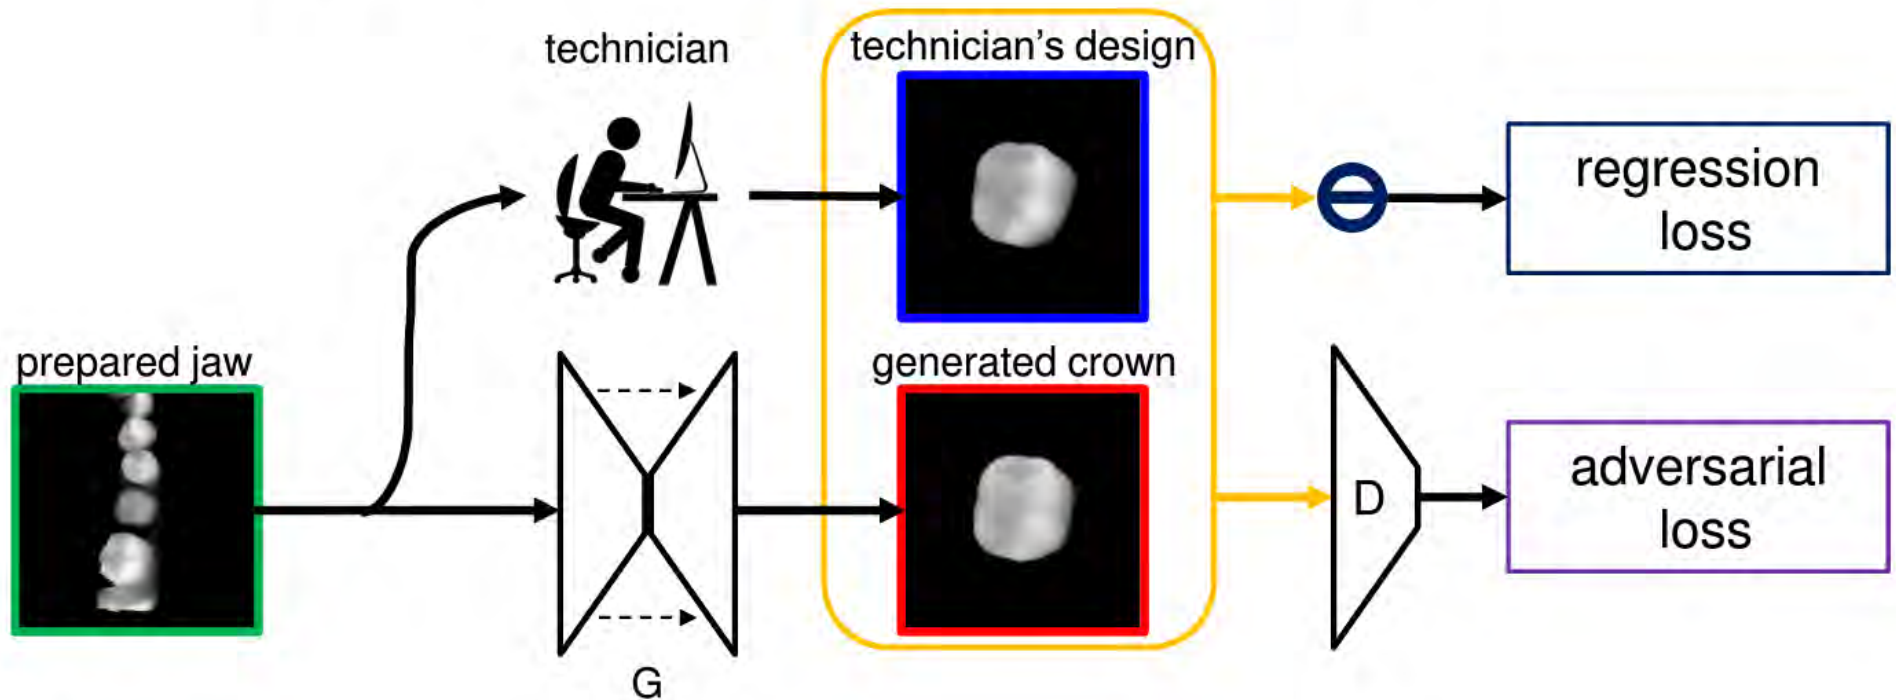 technician
technician's design
regression
loss
prepared jaw
generated crown
D
adversarial
loss
G